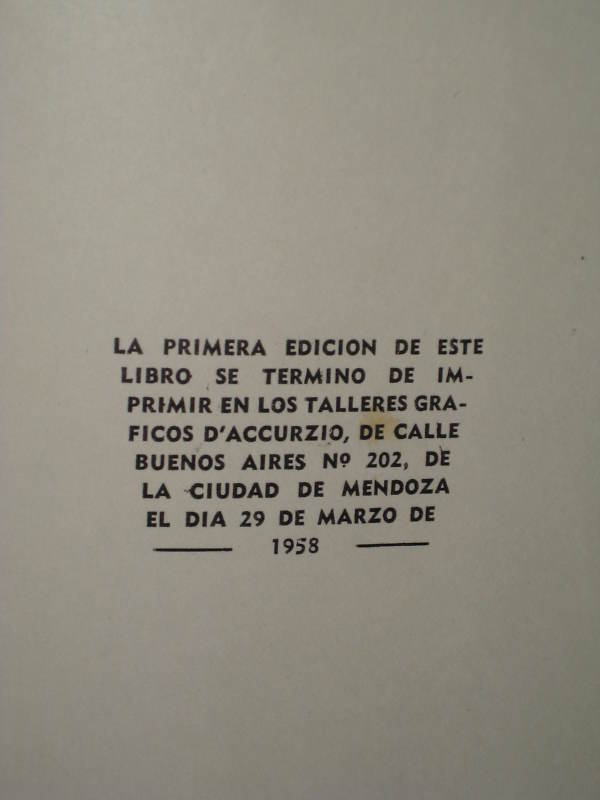 LA PRIMERA EDICION DE ESTE
LIBRO SE TERMINO DE IM-
PRIMIR EN LOS TALLERES GRA-
FICOS D'ACCURZIO, DE CALLE
BUENOS AIRES Nº 202, DE
LA CIUDAD DE MENDOZA
EL DIA 29 DE MARZO DE
1958